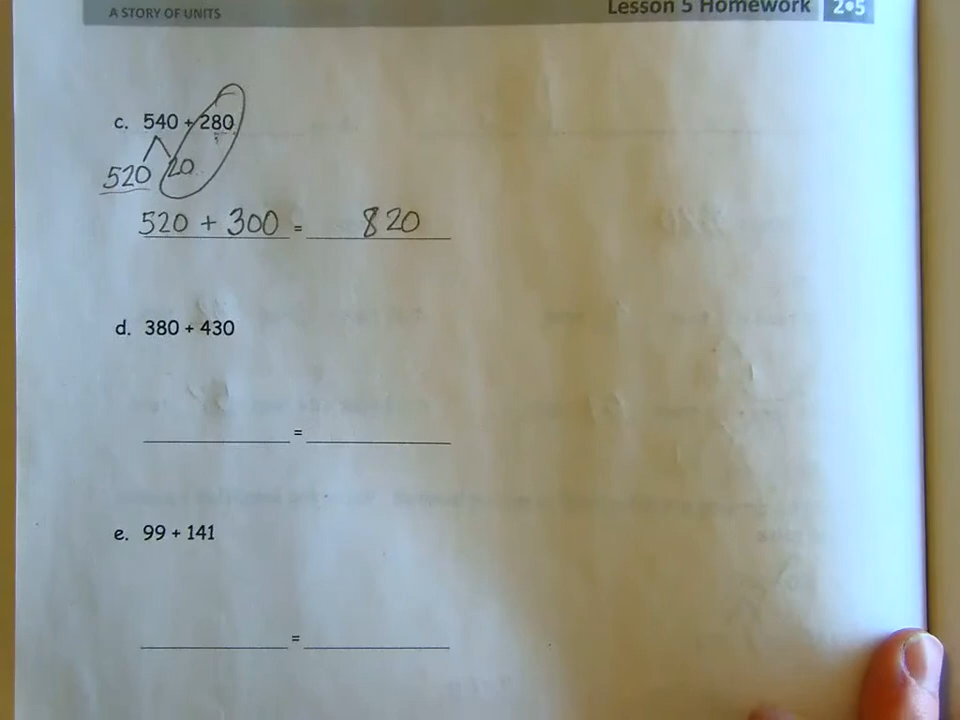 A STORY OF UNITS
Lesson 5 Homework 2•5
c. 540 + 280
520 20
520 + 300 = 820
d. 380 + 430
=
e. 99 + 141
=